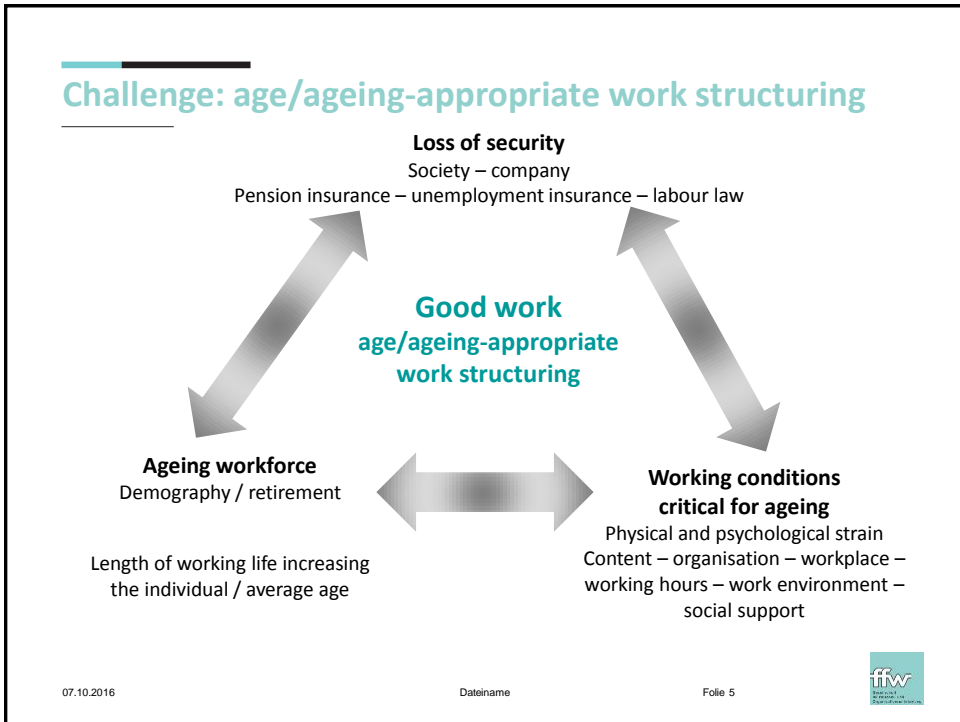 Challenge: age/ageing-appropriate work structuring
Loss of security
Society – company
Pension insurance – unemployment insurance – labour law
Good work
age/ageing-appropriate
work structuring
Ageing workforce
Demography / retirement
Length of working life increasing
the individual / average age
Working conditions
critical for ageing
Physical and psychological strain
Content – organisation – workplace –
working hours – work environment –
social support
07.10.2016
Dateiname
Folie 5
ffw